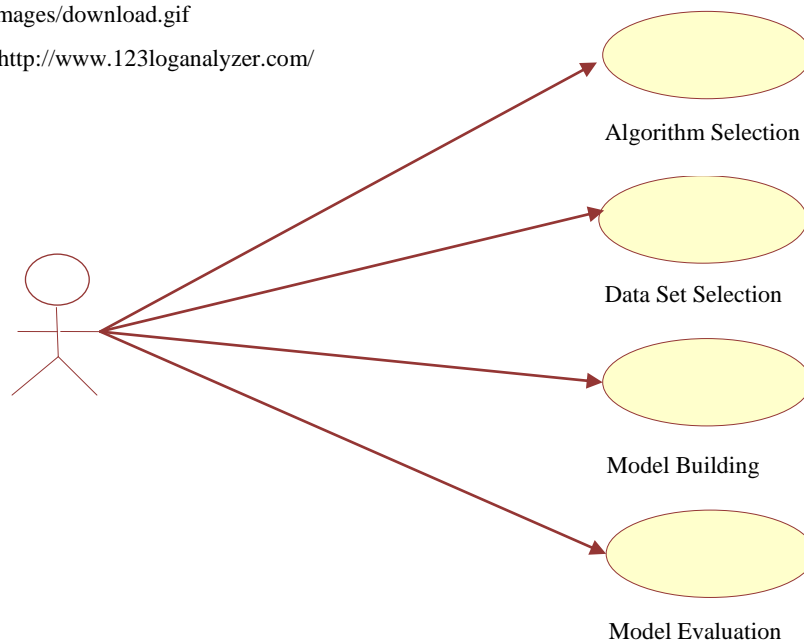 mages/download.gif
http://www.123loganalyzer.com/
Algorithm Selection
Data Set Selection
Model Building
Model Evaluation